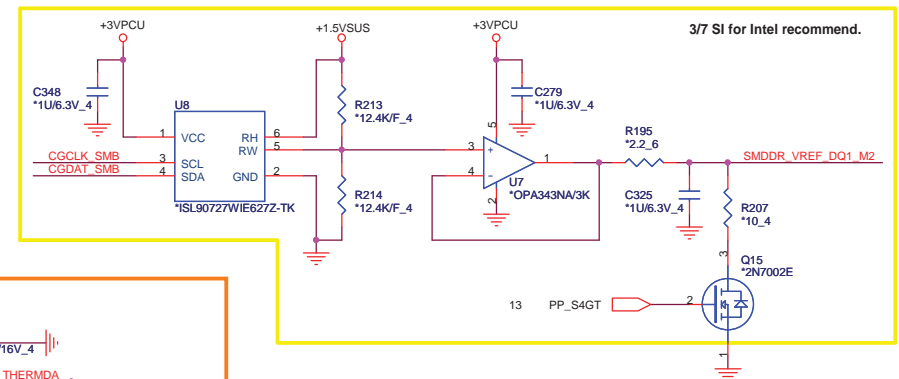 +3VPCU
+1.5VSUS
+3VPCU
3/7 SI for Intel recommend.
C348
*1U/6.3V_4
U8
R213
*12.4K/F_4
C279
*1U/6.3V_4
1 VCC RH 6
RW 5
CGCLK_SMB 3 SCL
CGDAT_SMB 4 SDA GND 2
*ISL90727WIE627Z-TK
R214
*12.4K/F_4
5
3 +
4 -
1
2
U7
*OPA343NA/3K
R195
*2.2_6
SMDDR_VREF_DQ1_M2
C325
*1U/6.3V_4
R207
*10_4
3
Q15
*2N7002E
13 PP_S4GT 2
1
/16V_4
THERMDA